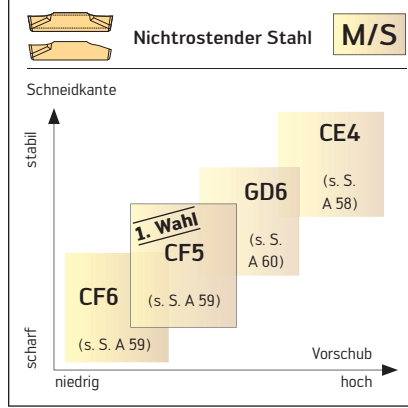 Nichtrostender Stahl M/S
Schneidkante
stabil
CE4
(s. S.
A 58)
GD6
(s. S.
A 60)
1. Wahl
CF5
(s. S. A 59)
CF6
(s. S. A 59)
scharf
Vorschub
niedrig hoch